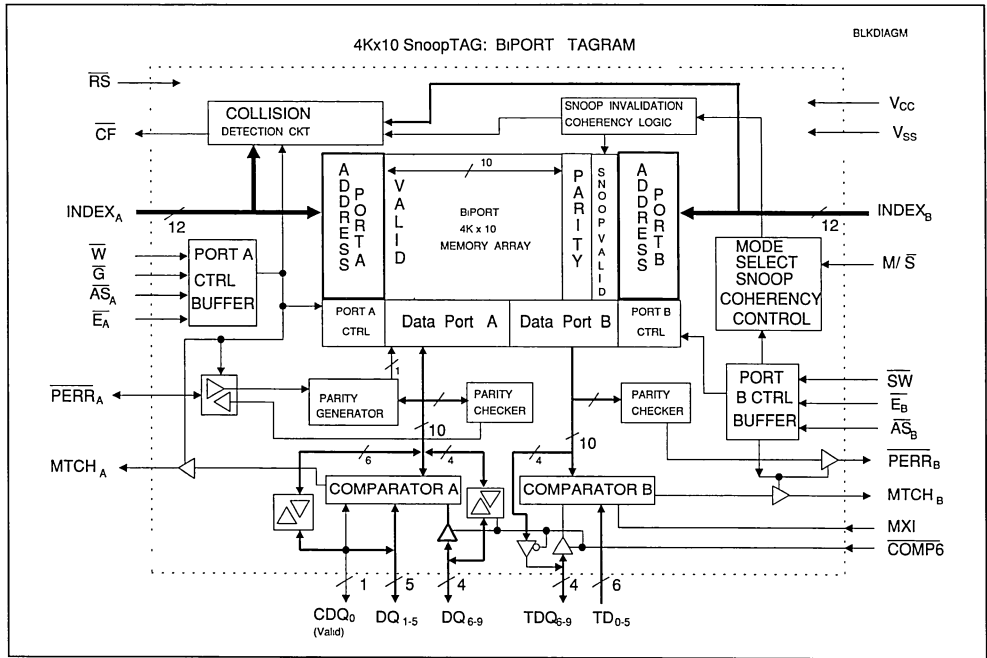 BLKDIAGM
4Kx10 SnoopTAG: BiPORT TAGRAM
RS
CF
COLLISION
DETECTION CKT
SNOOP INVALIDATION
COHERENCY LOGIC
VCC
VSS
INDEXA
12
ADDRESS
PORTA
VALID
10
BiPORT
4K x 10
MEMORY ARRAY
PARITY
SNOOP VALID
ADDRESS
PORTB
12
INDEXB
W
G
ASA
EA
PORT A
CTRL
BUFFER
MODE
SELECT
SNOOP
COHERENCY
CONTROL
M/ S
PORT A
CTRL
Data Port A
Data Port B
PORT B
CTRL
PERRA
1
PARITY
GENERATOR
PARITY
CHECKER
PARITY
CHECKER
PORT
B CTRL
BUFFER
SW
EB
ASB
10
10
6
4
4
MTCHA
COMPARATOR A
COMPARATOR B
PERRB
MTCHB
MXI
COMP6
1
5
4
4
6
CDQ0
(Valid)
DQ1-5
DQ6-9
TDQ6-9
TD0-5